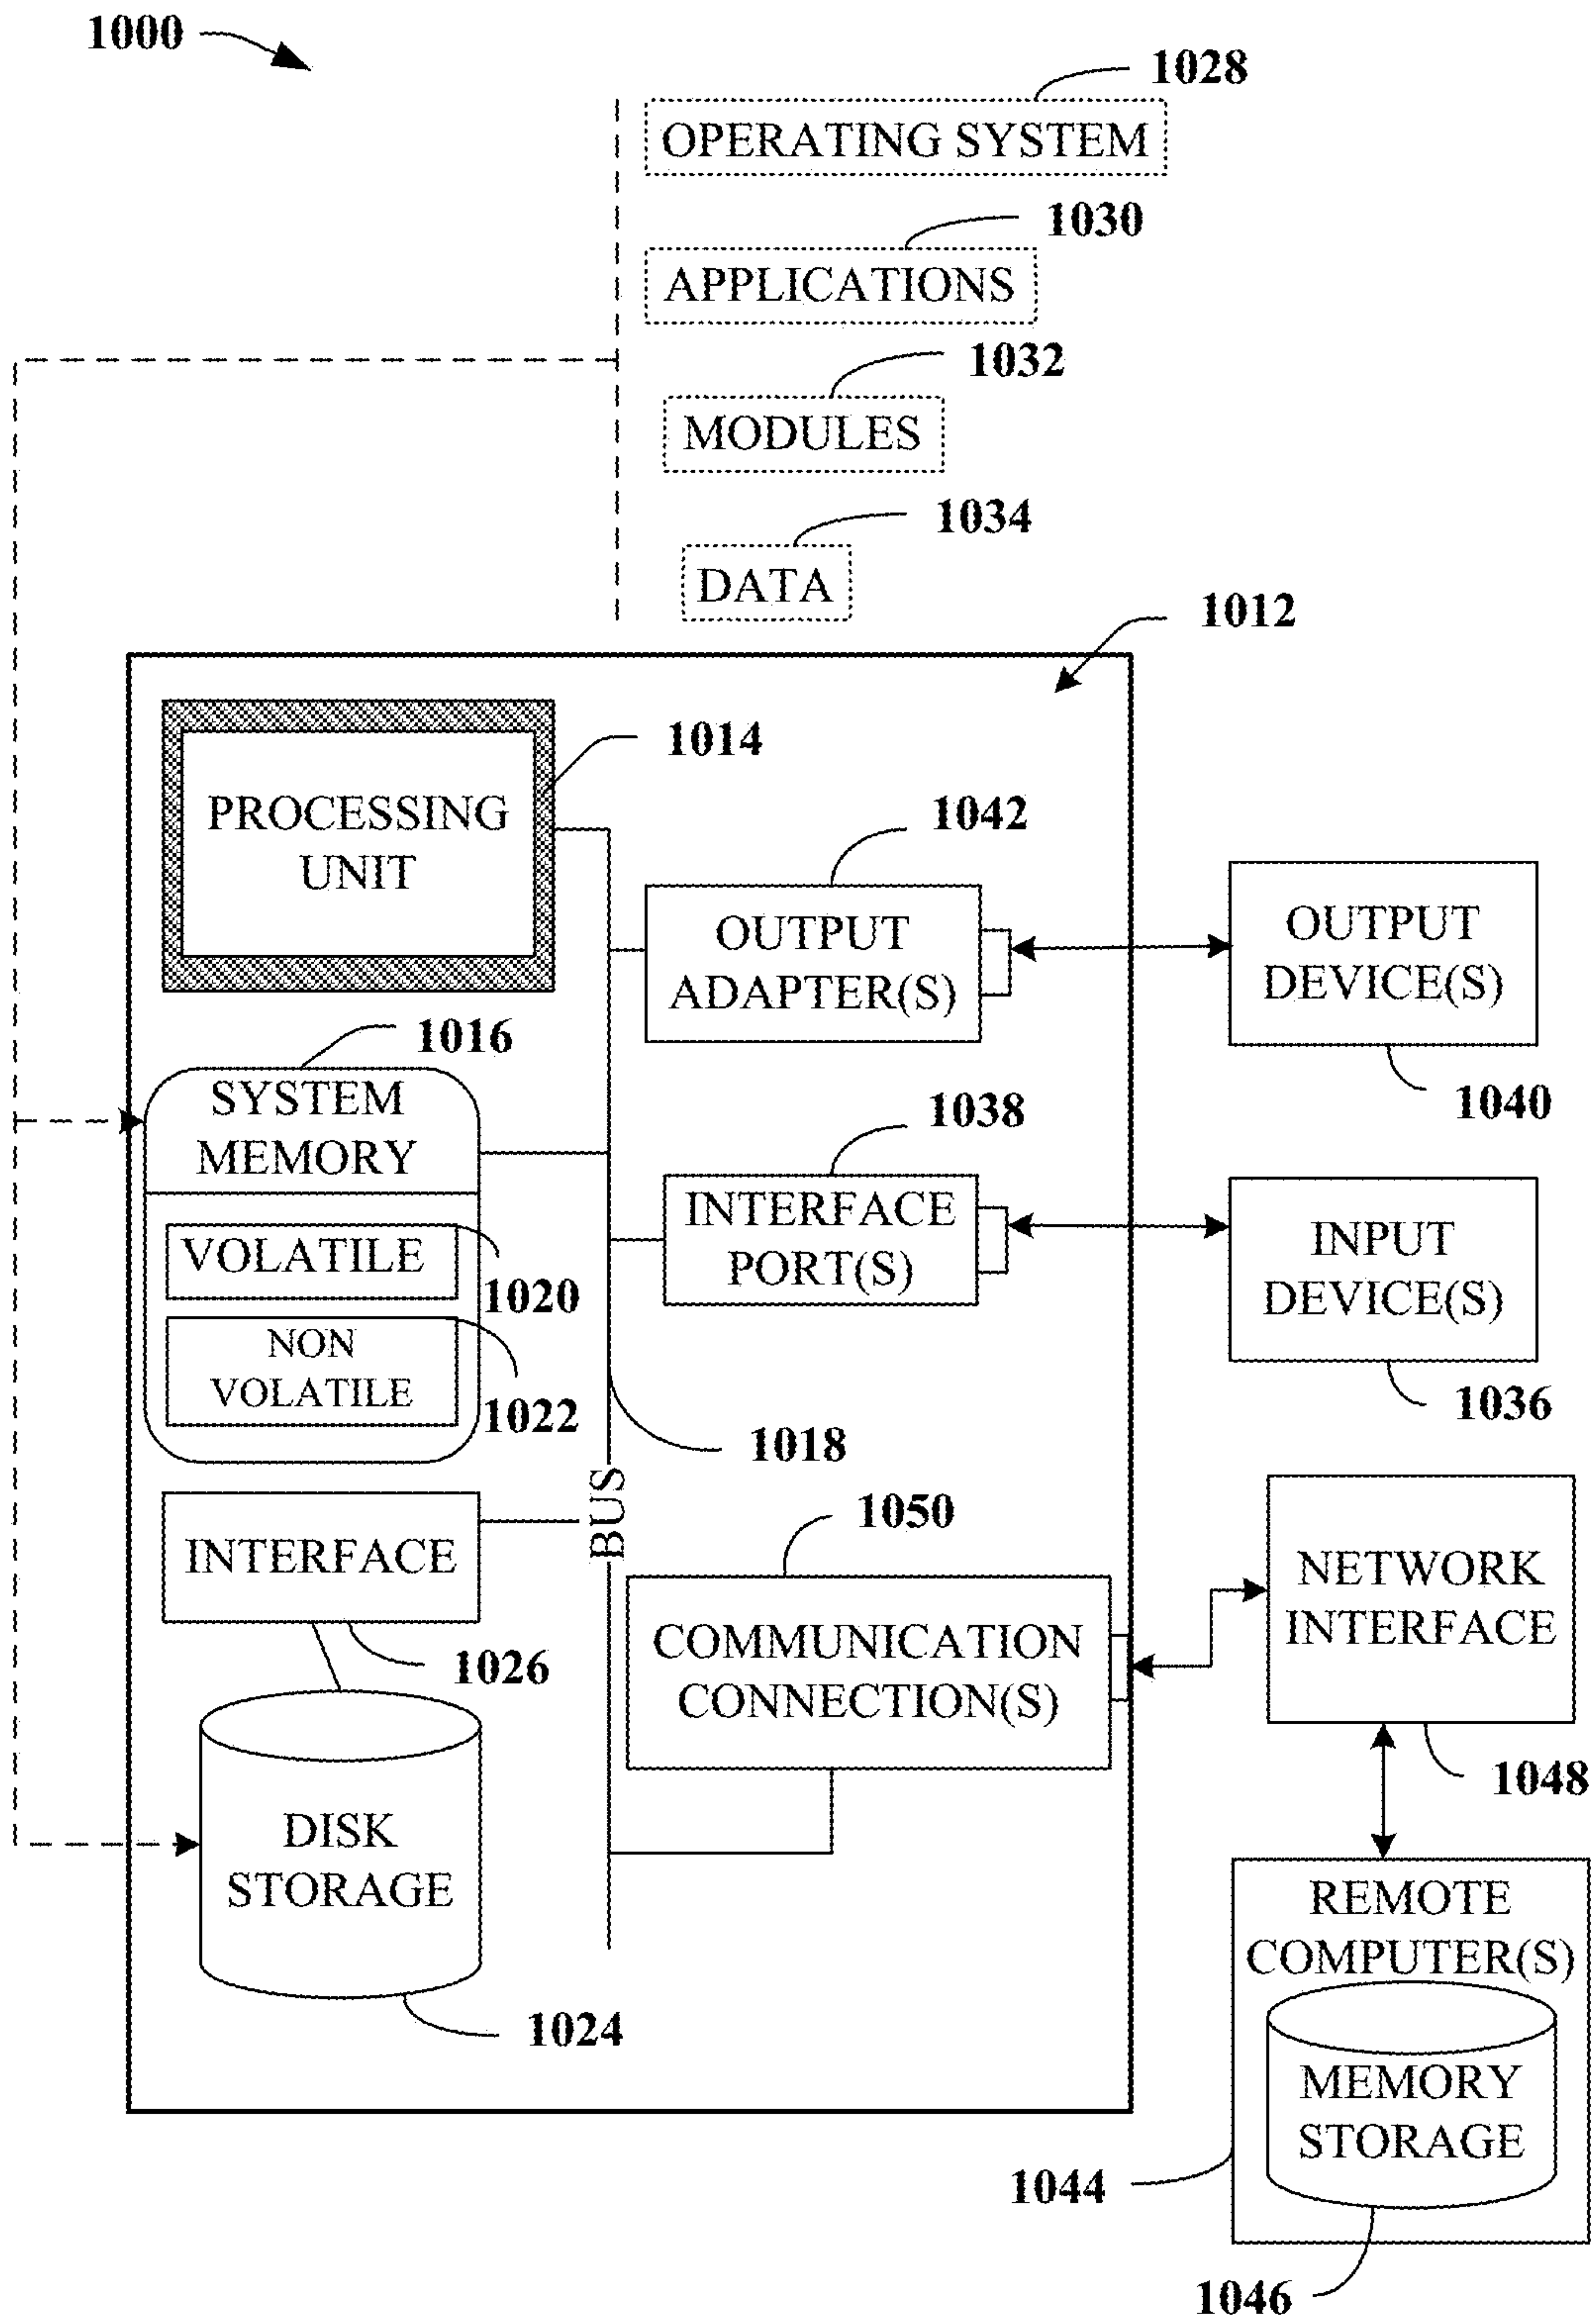 1000
1028
OPERATING SYSTEM
1030
APPLICATIONS
1032
MODULES
1034
DATA
1012
1014
PROCESSING
UNIT
1042
OUTPUT
ADAPTER(S)
OUTPUT
DEVICE(S)
1040
1016
SYSTEM
MEMORY
VOLATILE
1020
NON
VOLATILE
1022
1038
INTERFACE
PORT(S)
INPUT
DEVICE(S)
1036
1018
BUS
INTERFACE
1026
1050
COMMUNICATION
CONNECTION(S)
NETWORK
INTERFACE
1048
DISK
STORAGE
1024
REMOTE
COMPUTER(S)
MEMORY
STORAGE
1044
1046